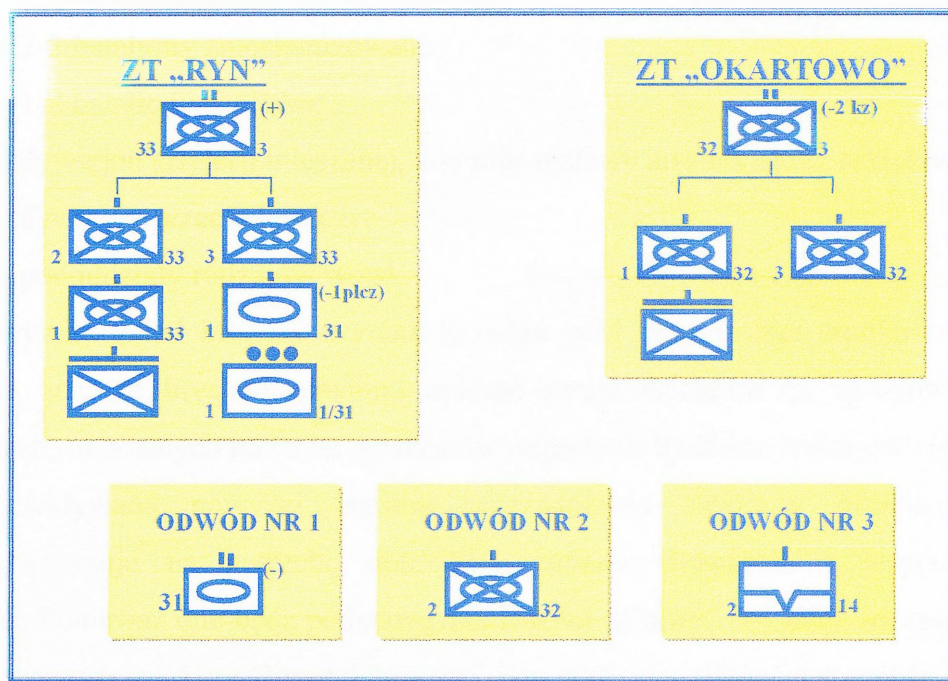 ZT „RYN”
(+)
33 3
2 33 3 33
1 33 (-1plcz)
1 31
1 1/31
ZT „OKARTOWO”
(-2 kz)
32 3
1 32 3 32
ODWÓD NR 1
(-)
31
ODWÓD NR 2
2 32
ODWÓD NR 3
2 14